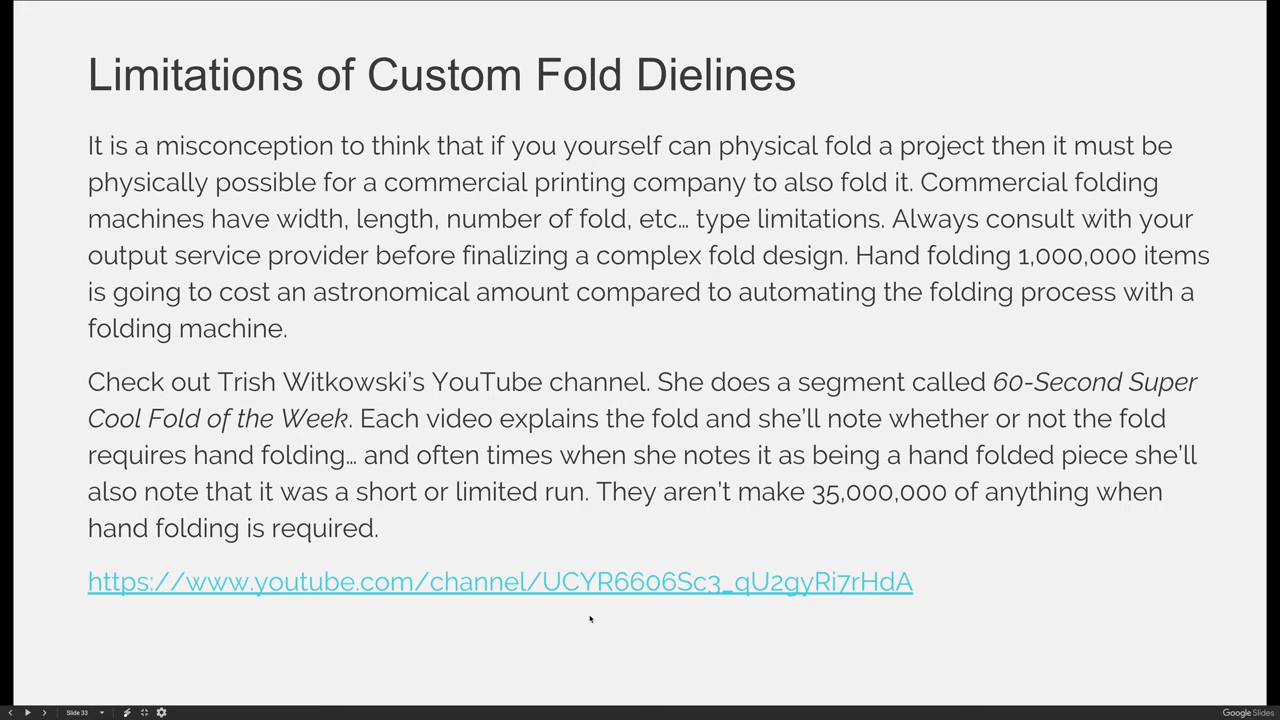 Limitations of Custom Fold Dielines
It is a misconception to think that if you yourself can physical fold a project then it must be
physically possible for a commercial printing company to also fold it. Commercial folding
machines have width, length, number of fold, etc… type limitations. Always consult with your
output service provider before finalizing a complex fold design. Hand folding 1,000,000 items
is going to cost an astronomical amount compared to automating the folding process with a
folding machine.
Check out Trish Witkowski’s YouTube channel. She does a segment called 60-Second Super
Cool Fold of the Week. Each video explains the fold and she’ll note whether or not the fold
requires hand folding… and often times when she notes it as being a hand folded piece she’ll
also note that it was a short or limited run. They aren’t make 35,000,000 of anything when
hand folding is required.
https://www.youtube.com/channel/UCYR6606Sc3_qU2gyRi7rHdA
Slide 33
Google Slides